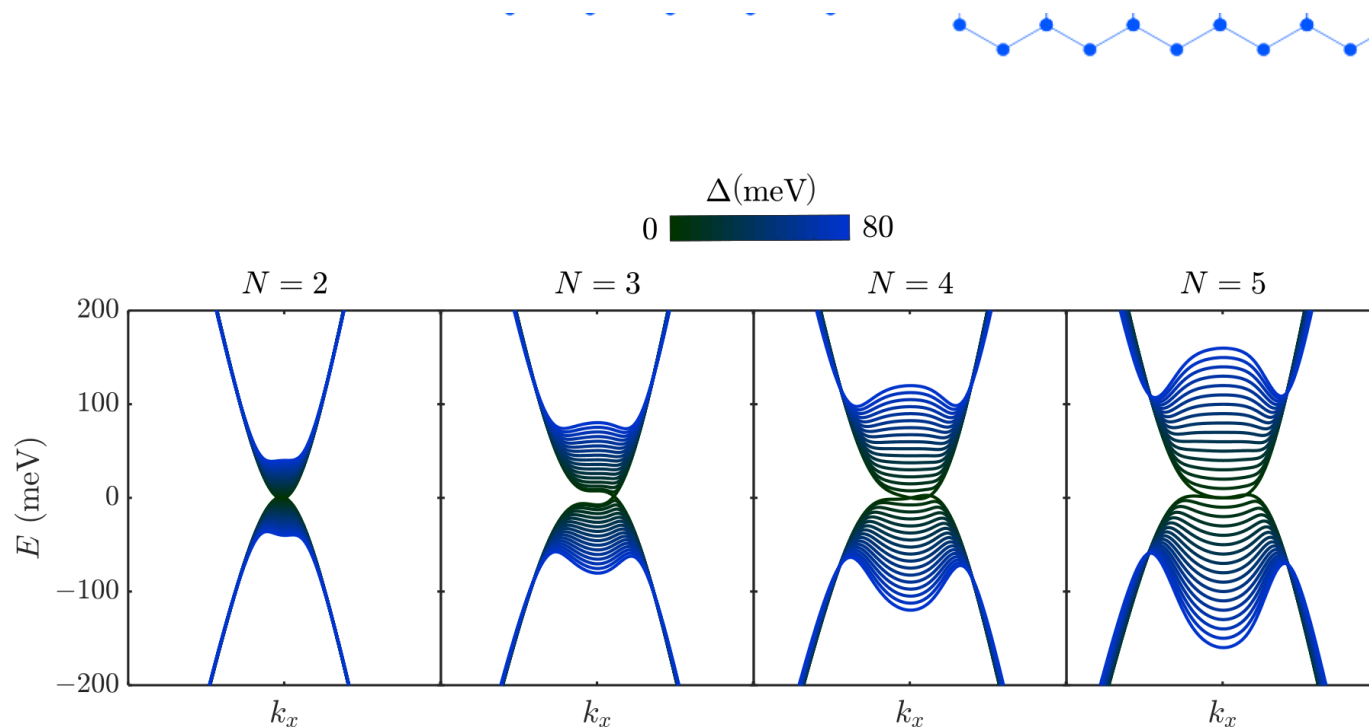 Δ(meV)
0 80
N = 2 N = 3 N = 4 N = 5
200
100
0
−100
−200
E (meV)
k_x k_x k_x k_x